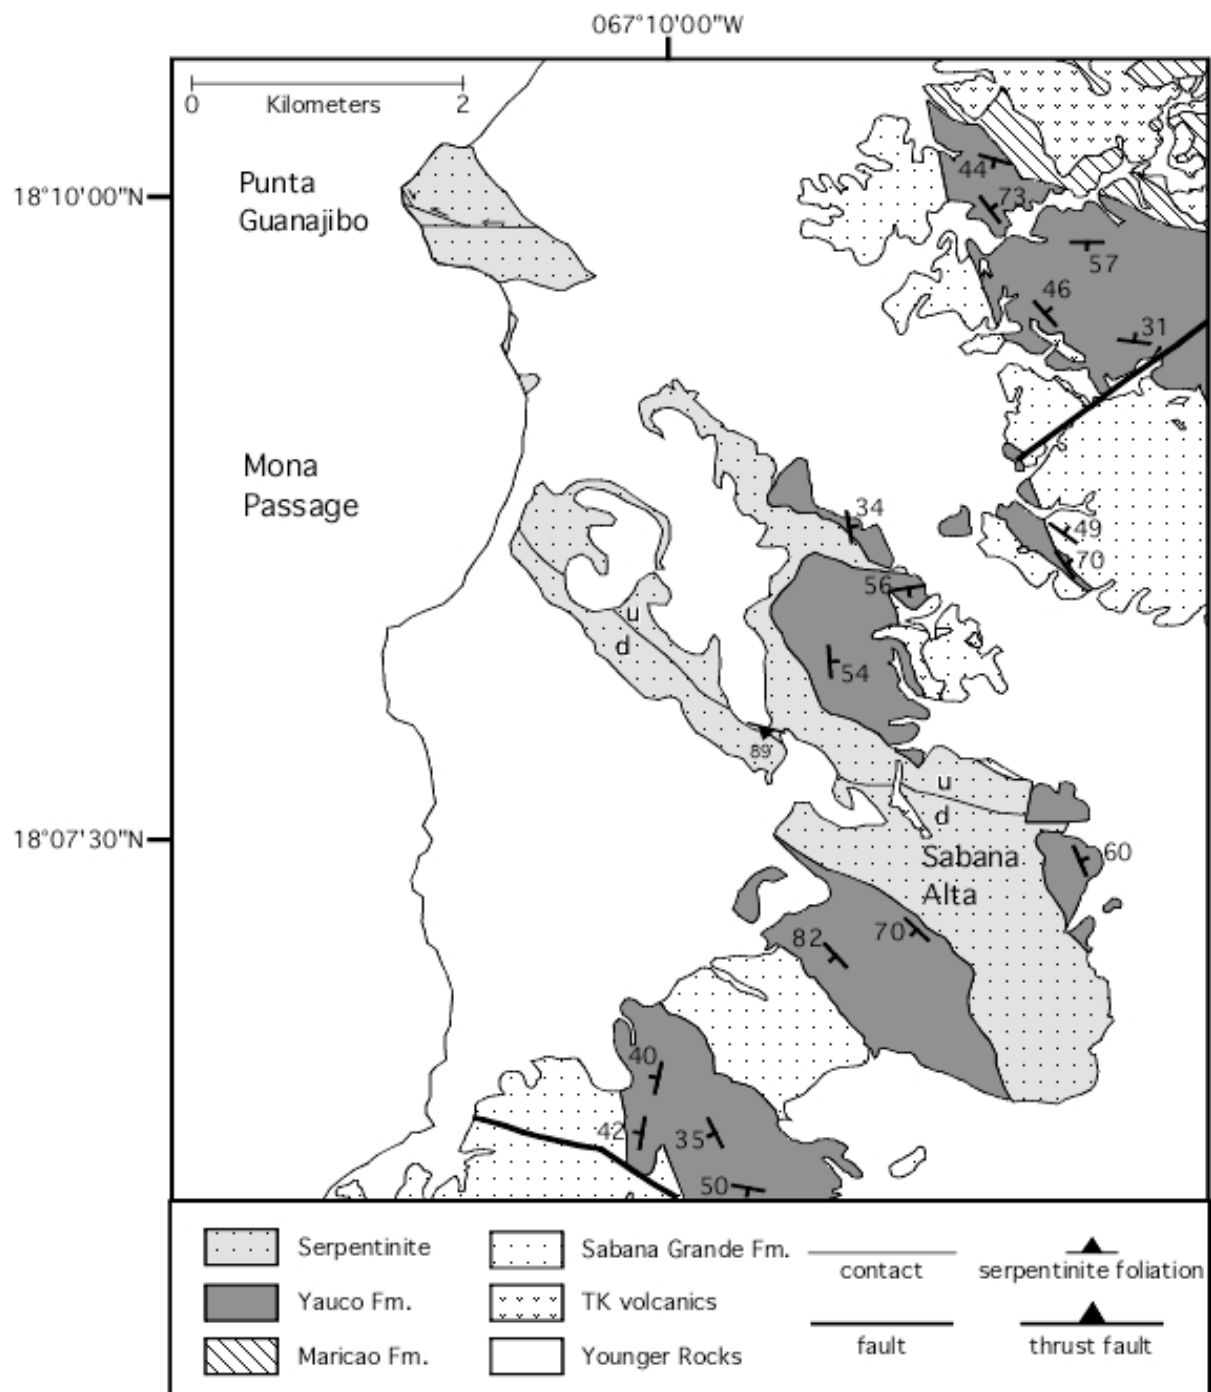 067°10'00"W
0 Kilometers 2
18°10'00"N
Punta
Guanajibo
44
73
57
46
31
Mona
Passage
34
49
70
56
u
d
54
89
u
d
18°07'30"N
Sabana
Alta
60
82
70
40
42
35
50
Serpentinite
Sabana Grande Fm.
contact
serpentinite foliation
Yauco Fm.
TK volcanics
fault
thrust fault
Maricao Fm.
Younger Rocks